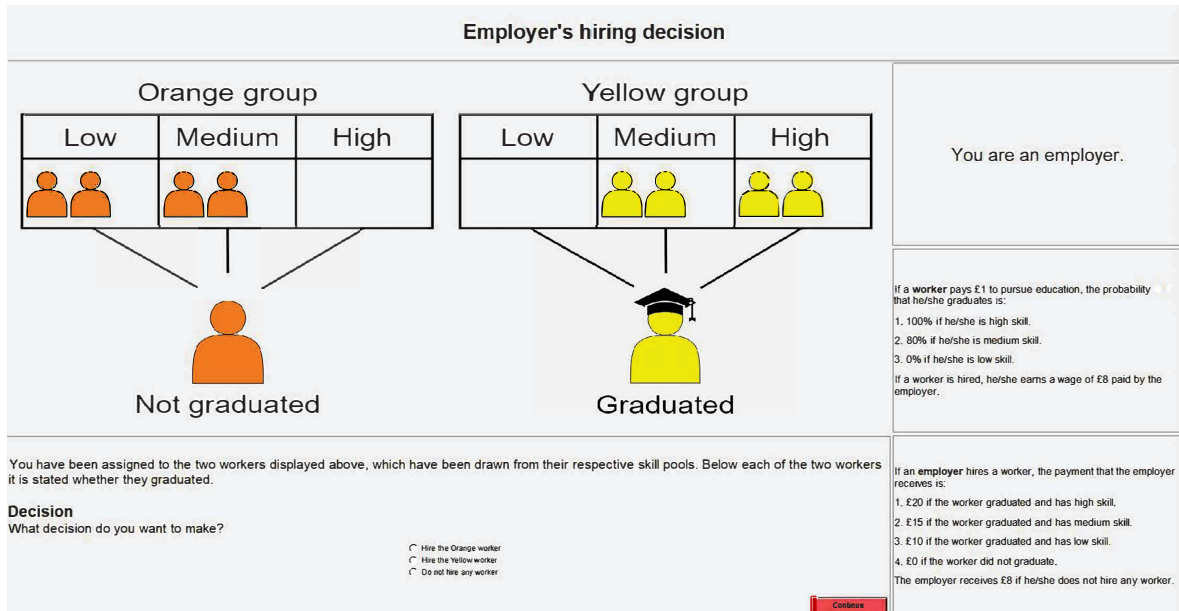 Employer's hiring decision
Orange group
Low Medium High
Not graduated
Yellow group
Low Medium High
Graduated
You have been assigned to the two workers displayed above, which have been drawn from their respective skill pools. Below each of the two workers
it is stated whether they graduated.
Decision
What decision do you want to make?
Hire the Orange worker
Hire the Yellow worker
Do not hire any worker
Continue
You are an employer.
If a worker pays £1 to pursue education, the probability
that he/she graduates is:
1. 100% if he/she is high skill.
2. 80% if he/she is medium skill.
3. 0% if he/she is low skill.
If a worker is hired, he/she earns a wage of £8 paid by the
employer.
If an employer hires a worker, the payment that the employer
receives is:
1. £20 if the worker graduated and has high skill.
2. £15 if the worker graduated and has medium skill.
3. £10 if the worker graduated and has low skill.
4. £0 if the worker did not graduate.
The employer receives £8 if he/she does not hire any worker.